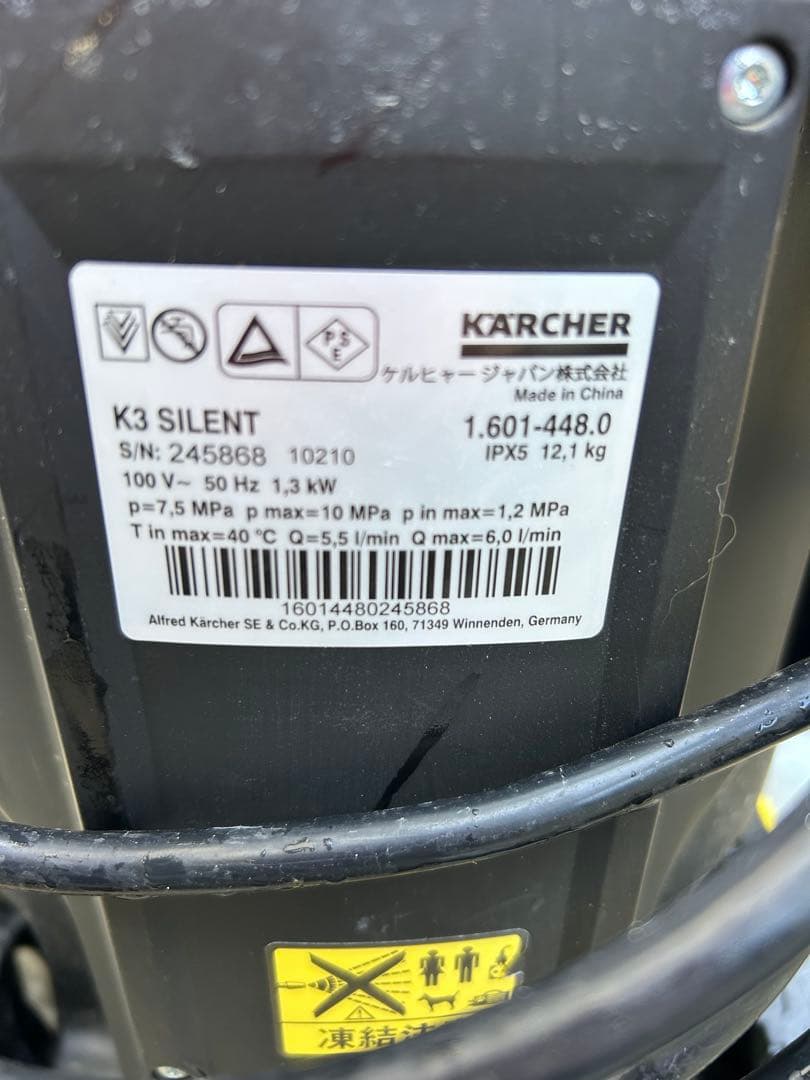 PSE
KÄRCHER
ケルヒャー ジャパン株式会社
Made in China
K3 SILENT 1.601-448.0
S/N: 245868 10210 IPX5 12,1 kg
100 V~ 50 Hz 1,3 kW
p=7,5 MPa p max=10 MPa p in max=1,2 MPa
T in max=40 °C Q=5,5 l/min Q max=6,0 l/min
16014480245868
Alfred Kärcher SE & Co.KG, P.O.Box 160, 71349 Winnenden, Germany
凍結